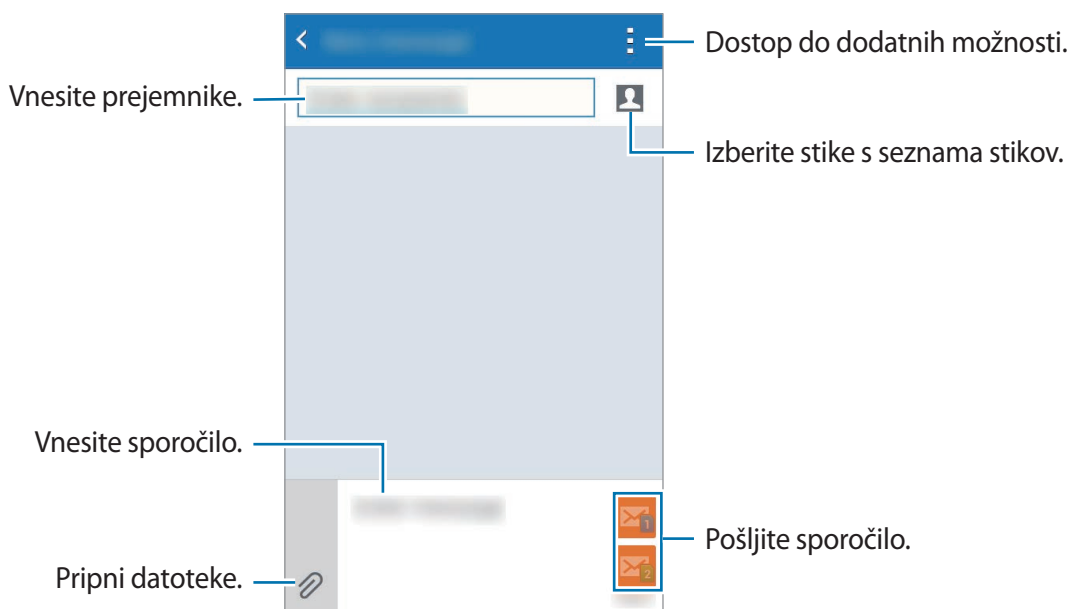 Dostop do dodatnih možnosti.
Vnesite prejemnike.
Izberite stike s seznama stikov.
Vnesite sporočilo.
1
Pošljite sporočilo.
2
Pripni datoteke.